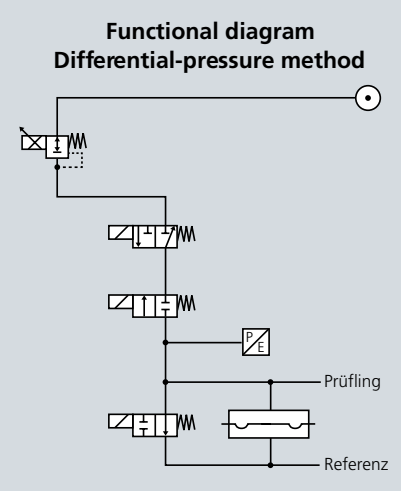 Functional diagram
Differential-pressure method
P
E
Prüfling
Referenz